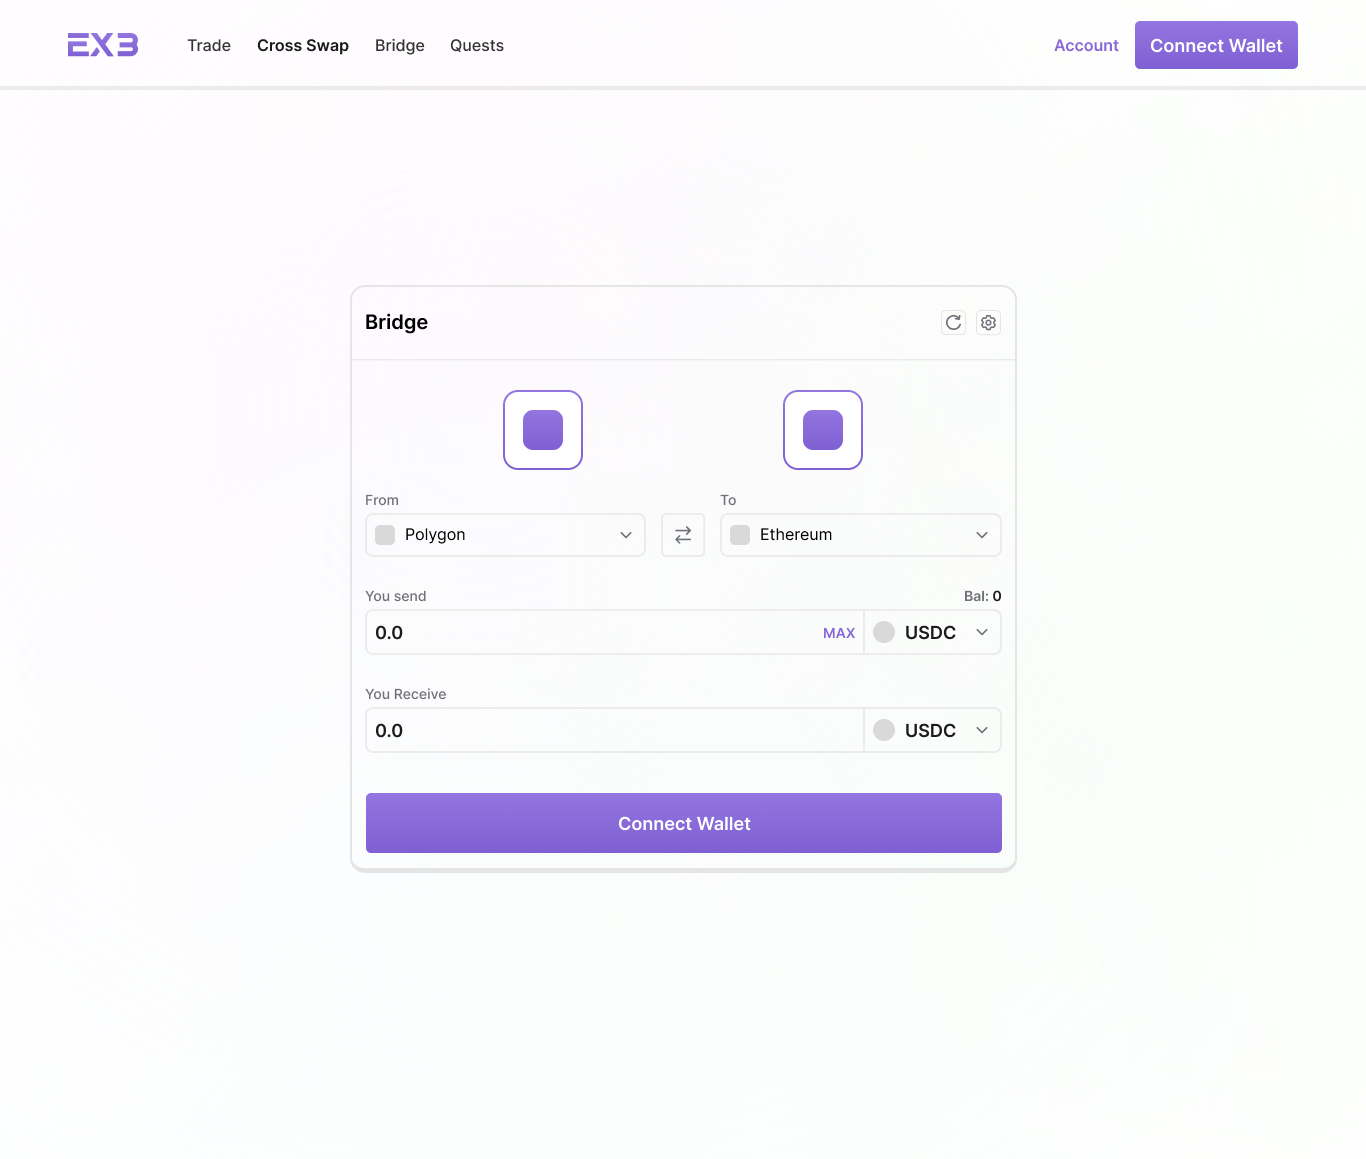 EX3
Trade
Cross Swap
Bridge
Quests
Account
Connect Wallet
Bridge
From
To
Polygon
Ethereum
You send
Bal: 0
0.0
MAX
USDC
You Receive
0.0
USDC
Connect Wallet